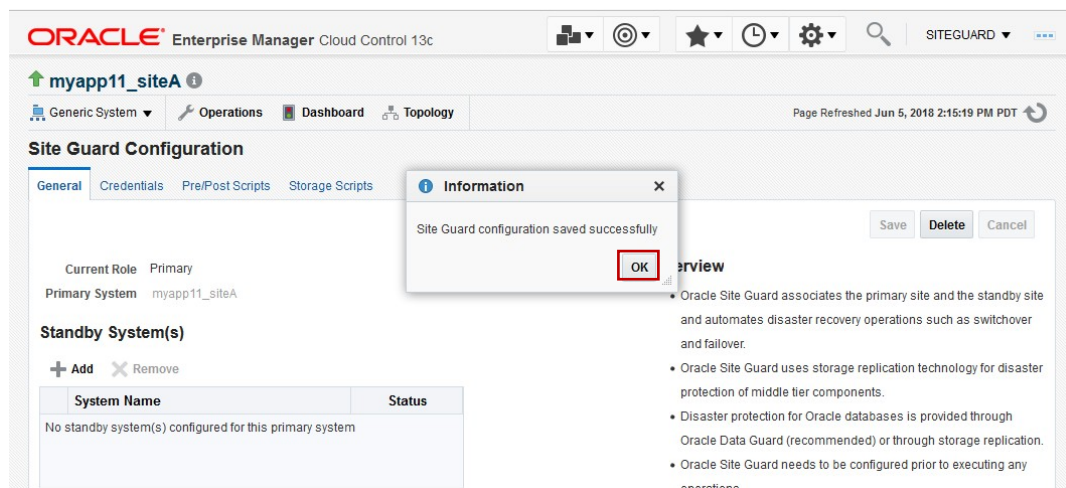 ORACLE Enterprise Manager Cloud Control 13c
SITEGUARD
myapp11_siteA
Generic System Operations Dashboard Topology
Page Refreshed Jun 5, 2018 2:15:19 PM PDT
Site Guard Configuration
General Credentials Pre/Post Scripts Storage Scripts
Information
Site Guard configuration saved successfully
OK
Save Delete Cancel
Current Role Primary
Primary System myapp11_siteA
Standby System(s)
Add Remove
System Name Status
No standby system(s) configured for this primary system
erview
• Oracle Site Guard associates the primary site and the standby site
and automates disaster recovery operations such as switchover
and failover.
• Oracle Site Guard uses storage replication technology for disaster
protection of middle tier components.
• Disaster protection for Oracle databases is provided through
Oracle Data Guard (recommended) or through storage replication.
• Oracle Site Guard needs to be configured prior to executing any